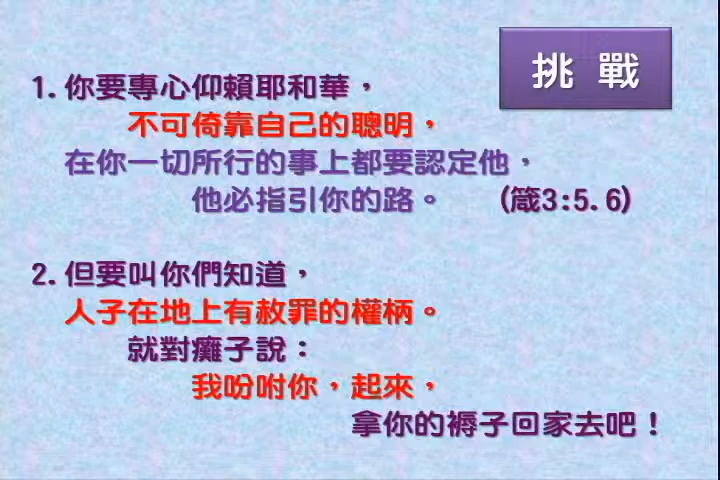 挑 戰
1.你要專心仰賴耶和華，
不可倚靠自己的聰明，
在你一切所行的事上都要認定他，
他必指引你的路。 (箴3:5.6)
2.但要叫你們知道，
人子在地上有赦罪的權柄。
就對癱子說：
我吩咐你，起來，
拿你的褥子回家去吧！